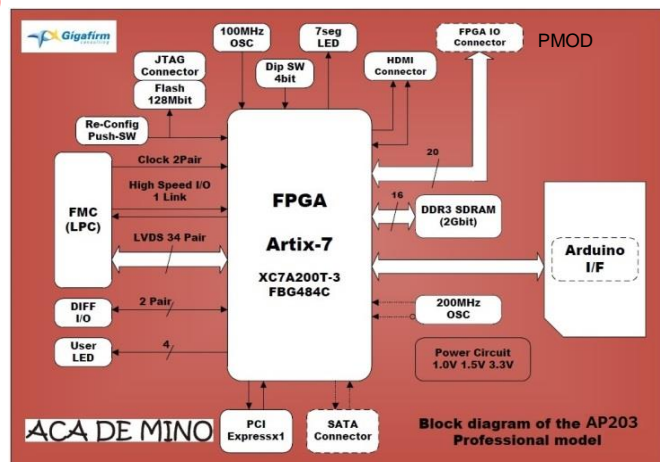 Gigafirm
consulting
100MHz
OSC
7seg
LED
FPGA IO
Connector
PMOD
JTAG
Connector
Flash
128Mbit
Dip SW
4bit
HDMI
Connector
Re-Config
Push-SW
Clock 2Pair
High Speed I/O
1 Link
FMC
(LPC)
LVDS 34 Pair
FPGA
Artix-7
XC7A200T-3
FBG484C
20
16
DDR3 SDRAM
(2Gbit)
Arduino
I/F
DIFF
I/O
2 Pair
200MHz
OSC
User
LED
4
Power Circuit
1.0V 1.5V 3.3V
ACA DE MINO
PCI
Expressx1
SATA
Connector
Block diagram of the AP203
Professional model